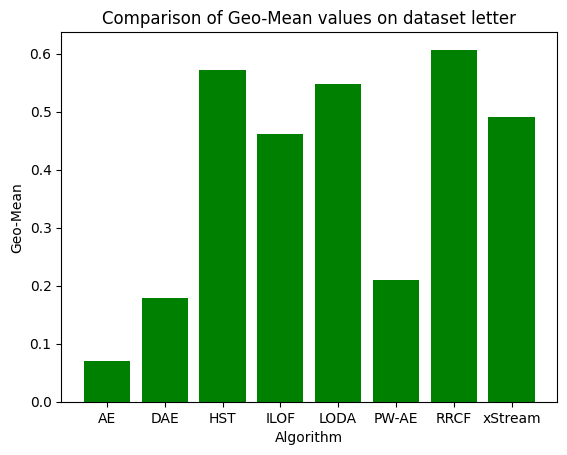 Comparison of Geo-Mean values on dataset letter
Geo-Mean
0.6
0.5
0.4
0.3
0.2
0.1
0.0
AE DAE HST ILOF LODA PW-AE RRCF xStream
Algorithm